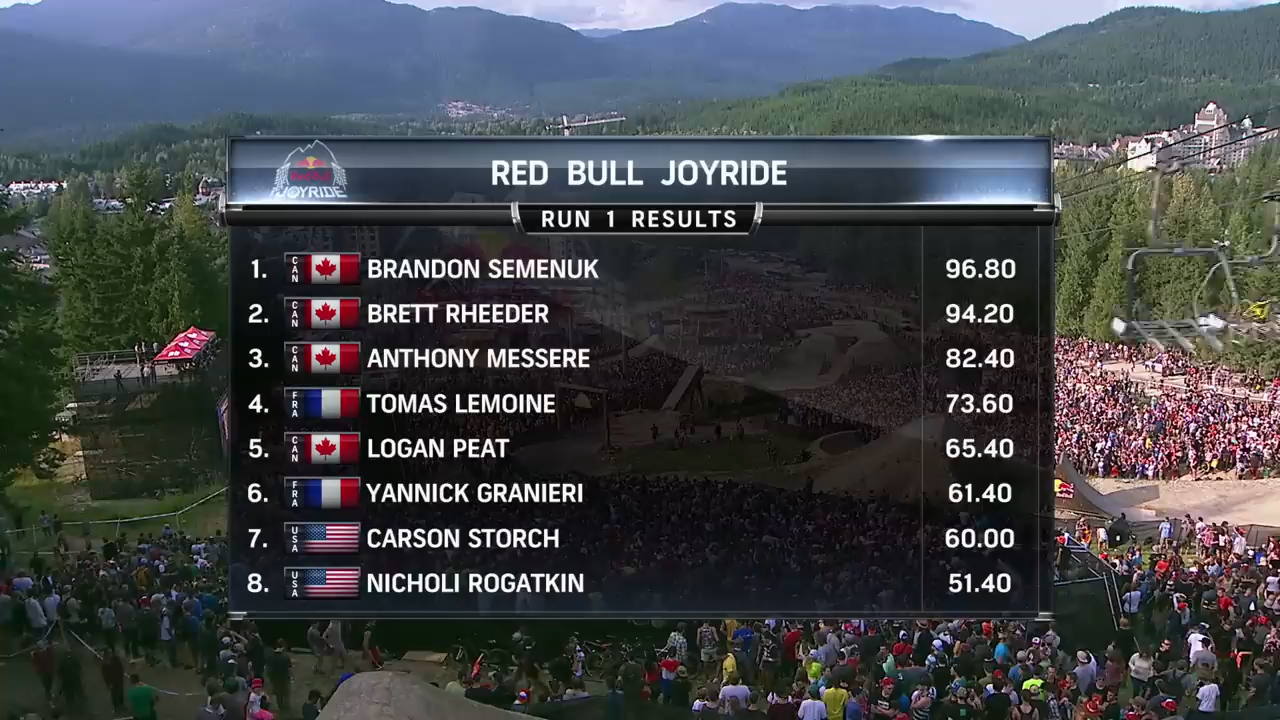 Red Bull
JOYRIDE
RED BULL JOYRIDE
RUN 1 RESULTS
1. CAN BRANDON SEMENUK 96.80
2. CAN BRETT RHEEDER 94.20
3. CAN ANTHONY MESSERE 82.40
4. FRA TOMAS LEMOINE 73.60
5. CAN LOGAN PEAT 65.40
6. FRA YANNICK GRANIERI 61.40
7. USA CARSON STORCH 60.00
8. USA NICHOLI ROGATKIN 51.40
Red Bull